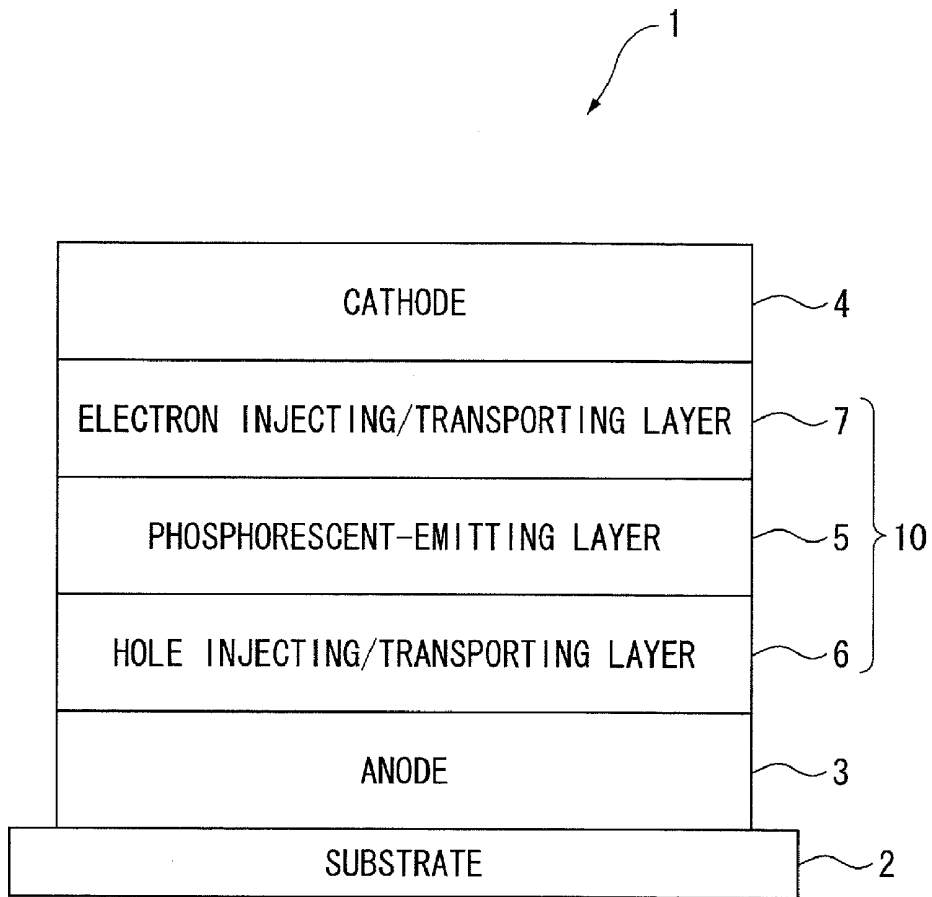 1
CATHODE 4
ELECTRON INJECTING/TRANSPORTING LAYER 7
PHOSPHORESCENT-EMITTING LAYER 5 10
HOLE INJECTING/TRANSPORTING LAYER 6
ANODE 3
SUBSTRATE 2